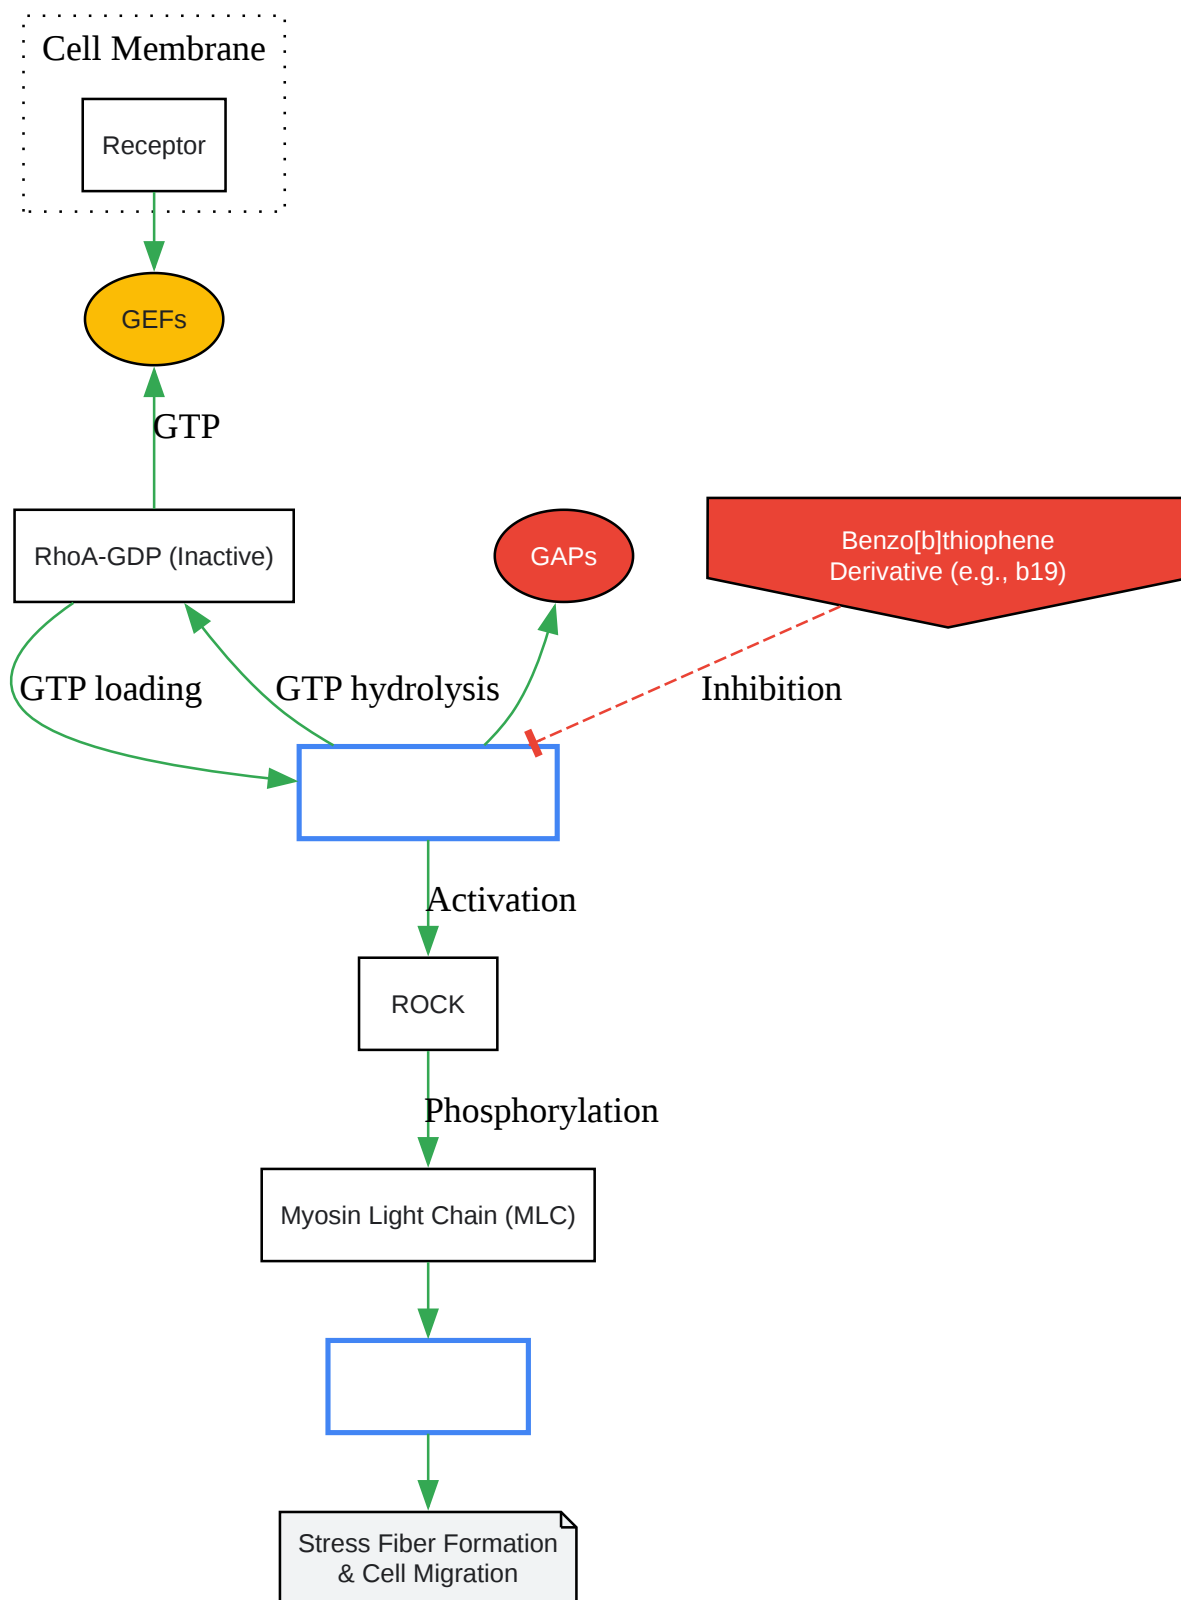 Cell Membrane
Receptor
GEFs
GTP
RhoA-GDP (Inactive)
GAPs
Benzo[b]thiophene
Derivative (e.g., b19)
GTP loading
GTP hydrolysis
Inhibition
Activation
ROCK
Phosphorylation
Myosin Light Chain (MLC)
Stress Fiber Formation
& Cell Migration